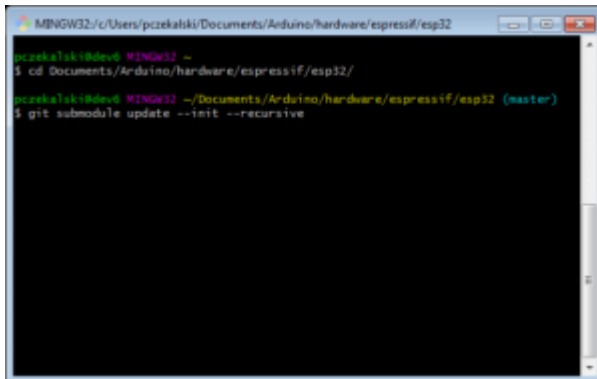 MINGW32:/c/Users/pczekalski/Documents/Arduino/hardware/espressif/esp32
pczekalski@dev6 MINGW32 ~
$ cd Documents/Arduino/hardware/espressif/esp32/
pczekalski@dev6 MINGW32 ~/Documents/Arduino/hardware/espressif/esp32 (master)
$ git submodule update --init --recursive